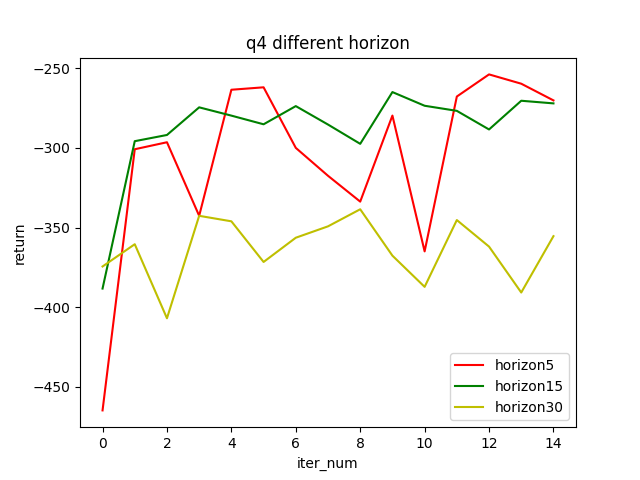 q4 different horizon
return
−250
−300
−350
−400
−450
0 2 4 6 8 10 12 14
iter_num
horizon5
horizon15
horizon30